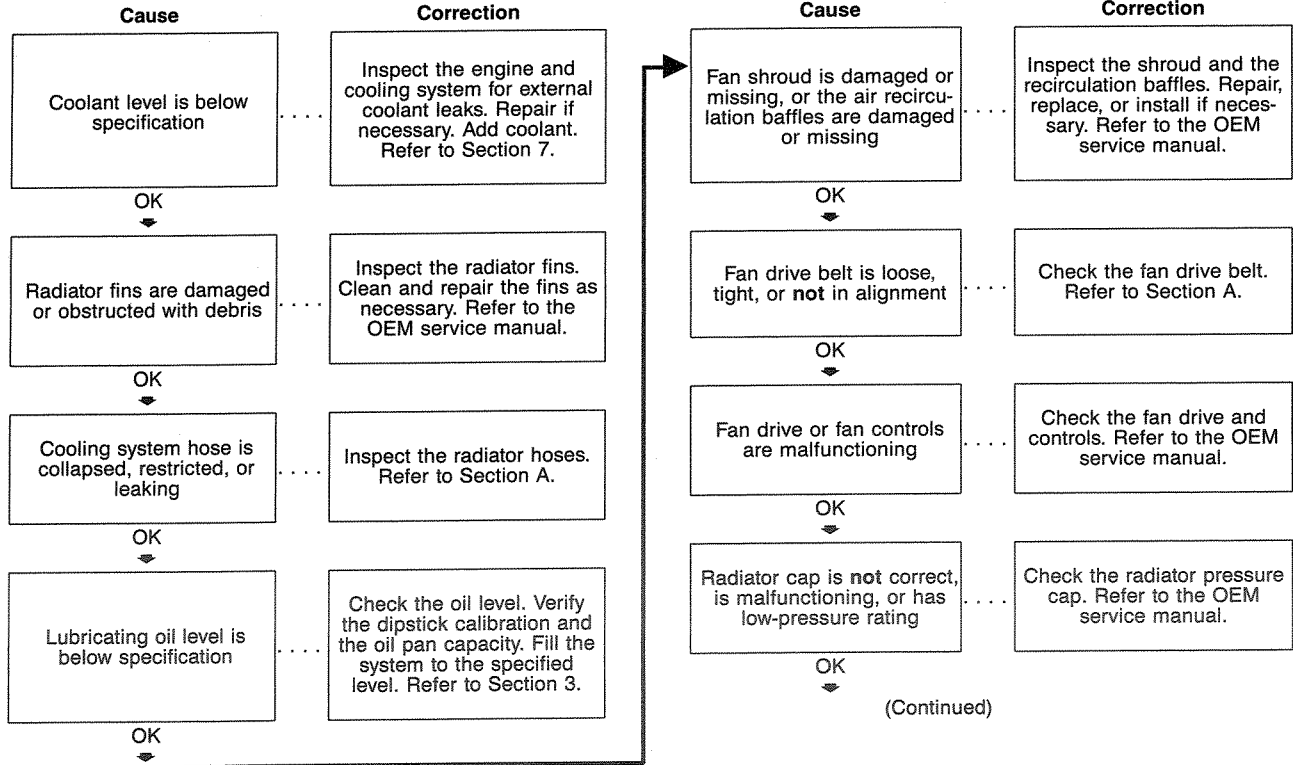 Cause
Correction
Coolant level is below
specification
. . . .
Inspect the engine and
cooling system for external
coolant leaks. Repair if
necessary. Add coolant.
Refer to Section 7.
OK
Radiator fins are damaged
or obstructed with debris
. . . .
Inspect the radiator fins.
Clean and repair the fins as
necessary. Refer to the
OEM service manual.
OK
Cooling system hose is
collapsed, restricted, or
leaking
. . . .
Inspect the radiator hoses.
Refer to Section A.
OK
Lubricating oil level is
below specification
. . . .
Check the oil level. Verify
the dipstick calibration and
the oil pan capacity. Fill the
system to the specified
level. Refer to Section 3.
OK
Cause
Correction
Fan shroud is damaged or
missing, or the air recircu-
lation baffles are damaged
or missing
. . . .
Inspect the shroud and the
recirculation baffles. Repair,
replace, or install if neces-
sary. Refer to the OEM
service manual.
OK
Fan drive belt is loose,
tight, or not in alignment
. . . .
Check the fan drive belt.
Refer to Section A.
OK
Fan drive or fan controls
are malfunctioning
. . . .
Check the fan drive and
controls. Refer to the OEM
service manual.
OK
Radiator cap is not correct,
is malfunctioning, or has
low-pressure rating
. . . .
Check the radiator pressure
cap. Refer to the OEM
service manual.
OK
(Continued)